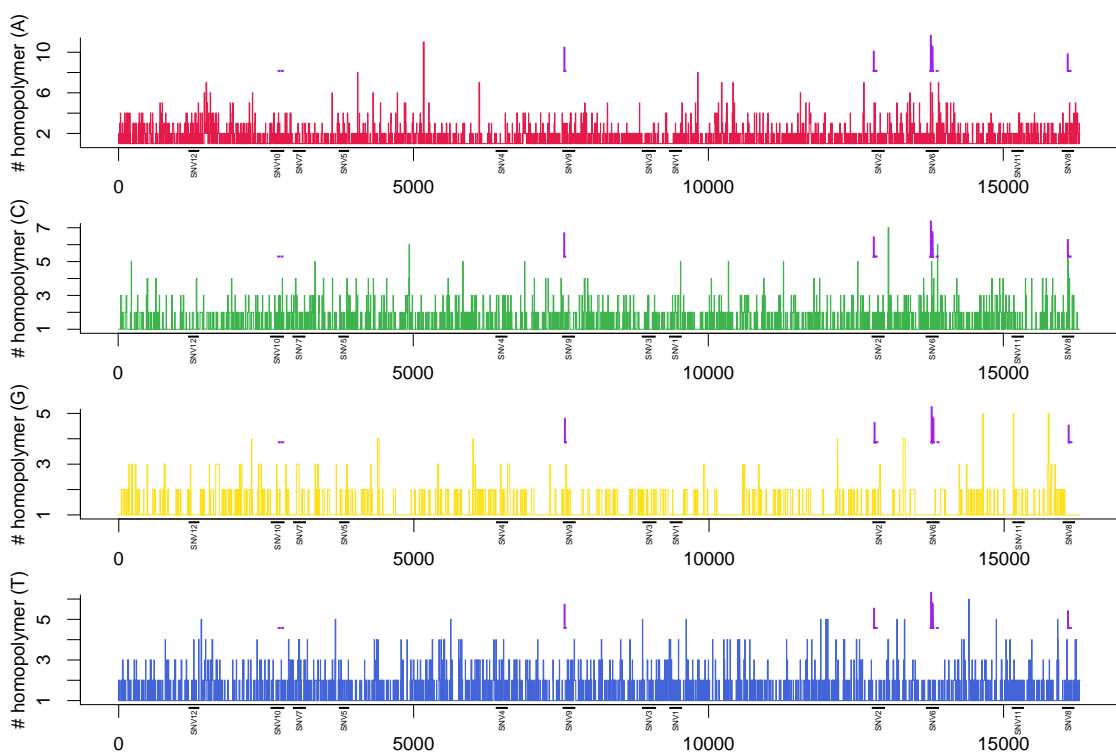 # homopolymer (A)
2 6 10
SNV12 SNV10 SNV7 SNV5 SNV4 SNV9 SNV3 SNV1 SNV2 SNV6 SNV11 SNV8
0 5000 10000 15000
# homopolymer (C)
1 3 5 7
SNV12 SNV10 SNV7 SNV5 SNV4 SNV9 SNV3 SNV1 SNV2 SNV6 SNV11 SNV8
0 5000 10000 15000
# homopolymer (G)
1 3 5
SNV12 SNV10 SNV7 SNV5 SNV4 SNV9 SNV3 SNV1 SNV2 SNV6 SNV11 SNV8
0 5000 10000 15000
# homopolymer (T)
1 3 5
SNV12 SNV10 SNV7 SNV5 SNV4 SNV9 SNV3 SNV1 SNV2 SNV6 SNV11 SNV8
0 5000 10000 15000